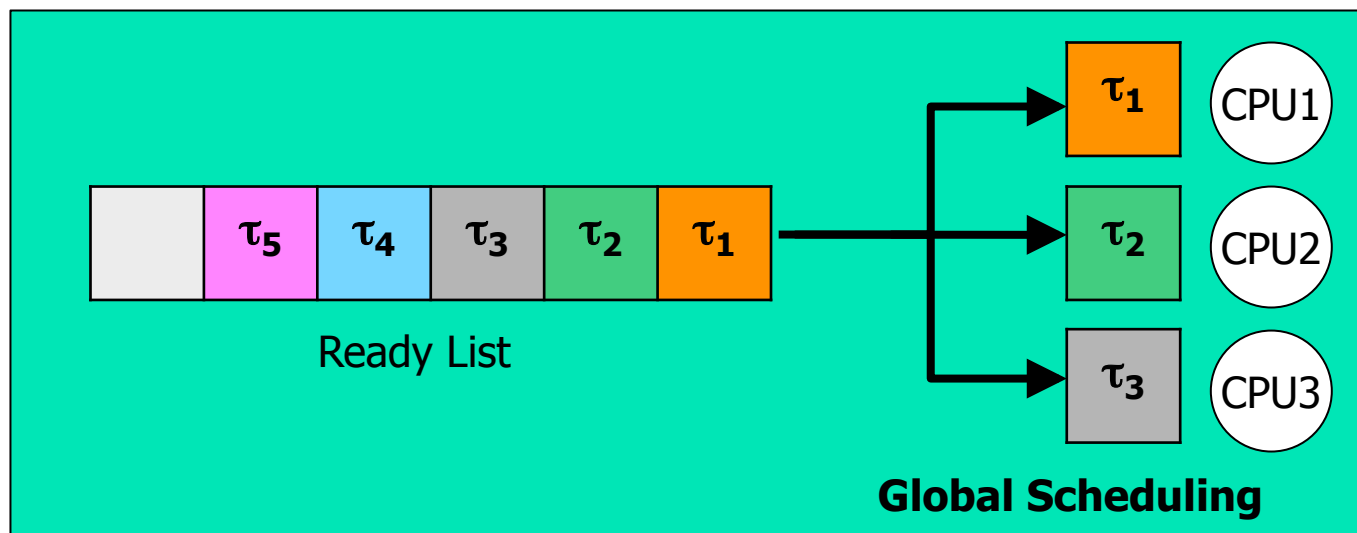 τ1 CPU1
τ5 τ4 τ3 τ2 τ1
τ2 CPU2
Ready List
τ3 CPU3
Global Scheduling